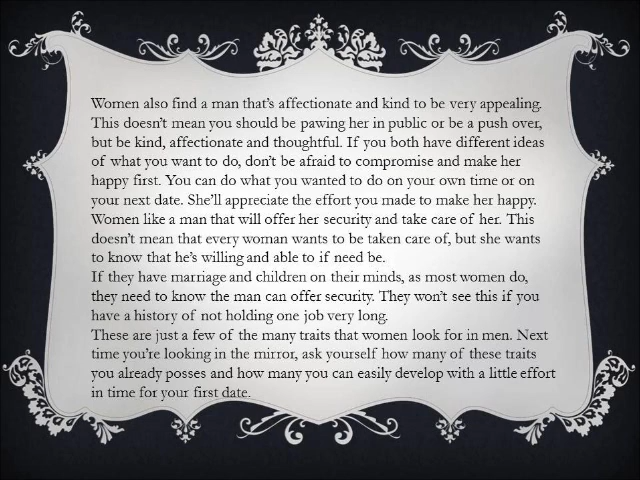 Women also find a man that's affectionate and kind to be very appealing.
This doesn't mean you should be pawing her in public or be a push over,
but be kind, affectionate and thoughtful. If you both have different ideas
of what you want to do, don't be afraid to compromise and make her
happy first. You can do what you wanted to do on your own time or on
your next date. She'll appreciate the effort you made to make her happy.
Women like a man that will offer her security and take care of her. This
doesn't mean that every woman wants to be taken care of, but she wants
to know that he's willing and able to if need be.
If they have marriage and children on their minds, as most women do,
they need to know the man can offer security. They won't see this if you
have a history of not holding one job very long.
These are just a few of the many traits that women look for in men. Next
time you're looking in the mirror, ask yourself how many of these traits
you already posses and how many you can easily develop with a little effort
in time for your first date.